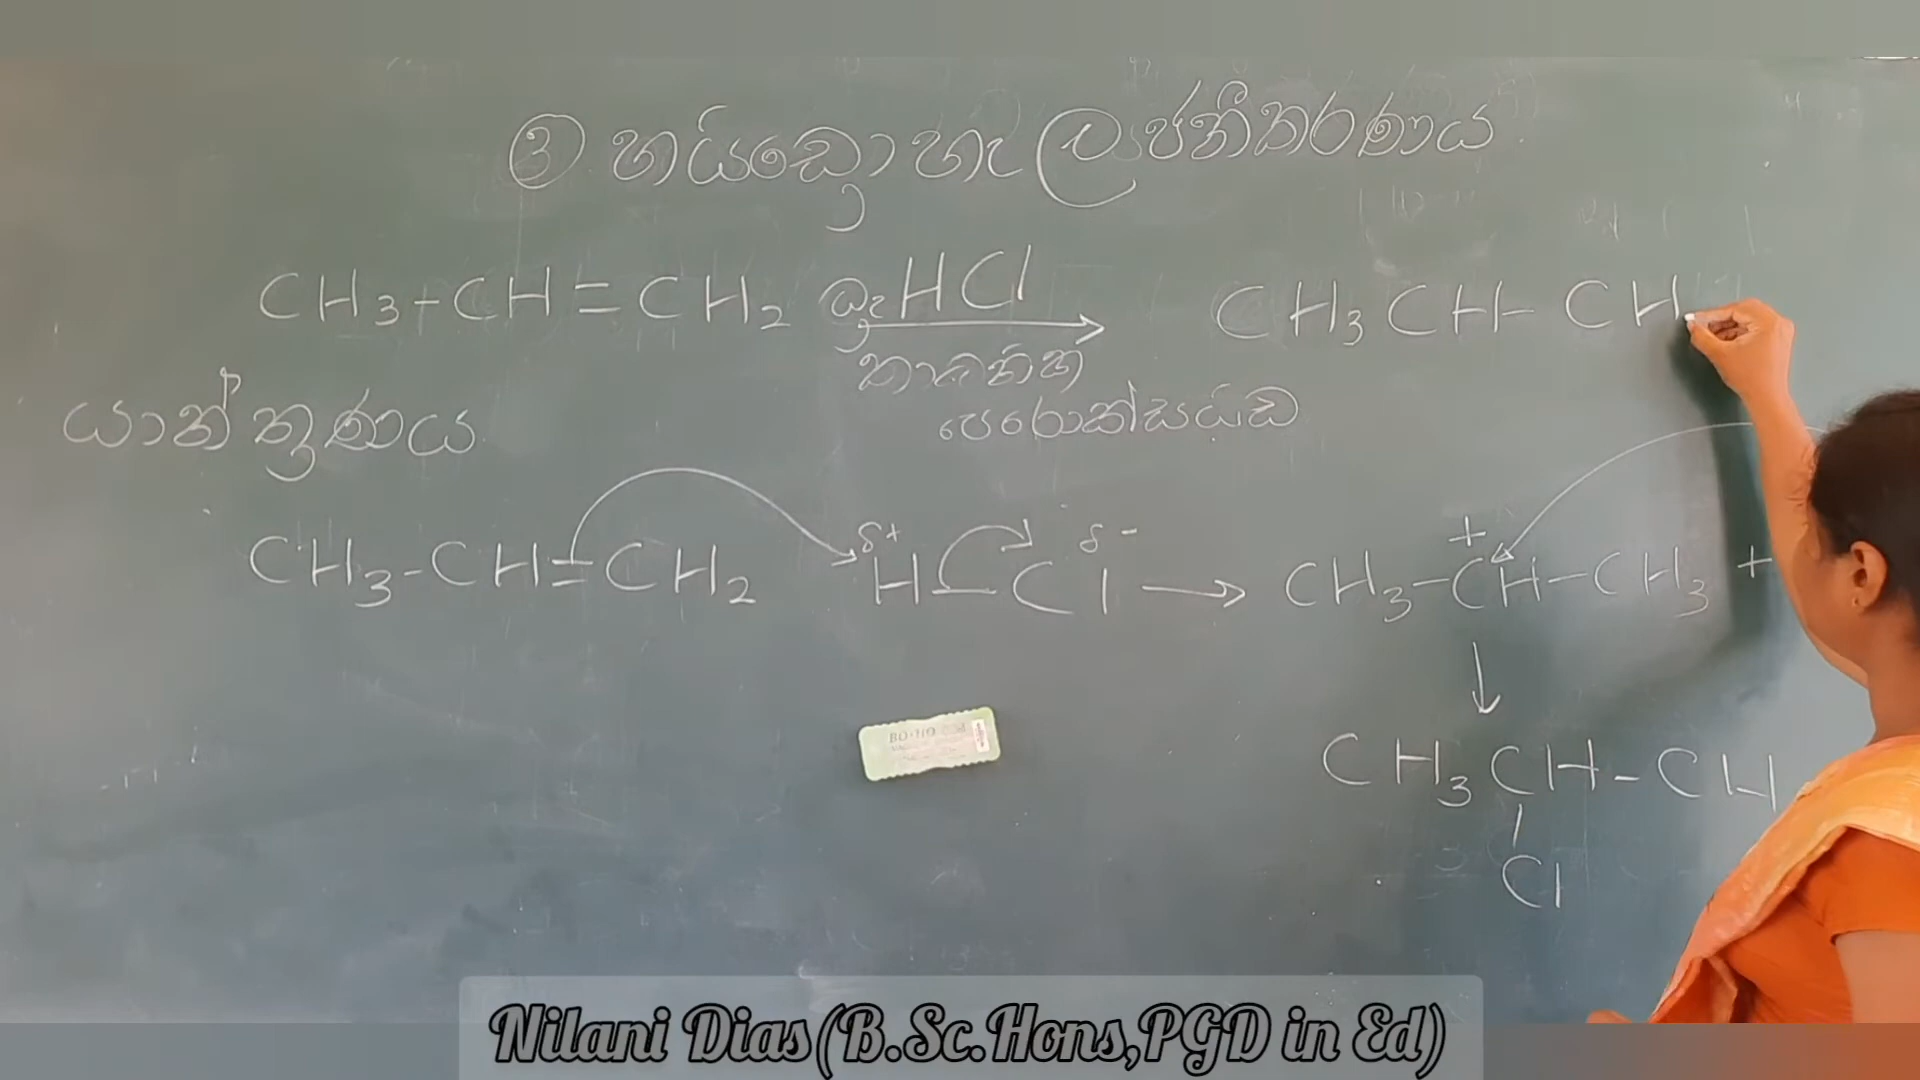 ③ හයිඩ්‍රොහැලජනීකරණය
CH3-CH=CH2 HCl CH3CH-CH
කාබනික
පෙරොක්සයිඩ
යාන්ත්‍රණය
CH3-CH=CH2 δ+ H-Cl δ- → CH3-C+H-CH3 +
↓
CH3CH-CH
Cl
Nilani Dias(B.Sc.Hons,PGD in Ed)